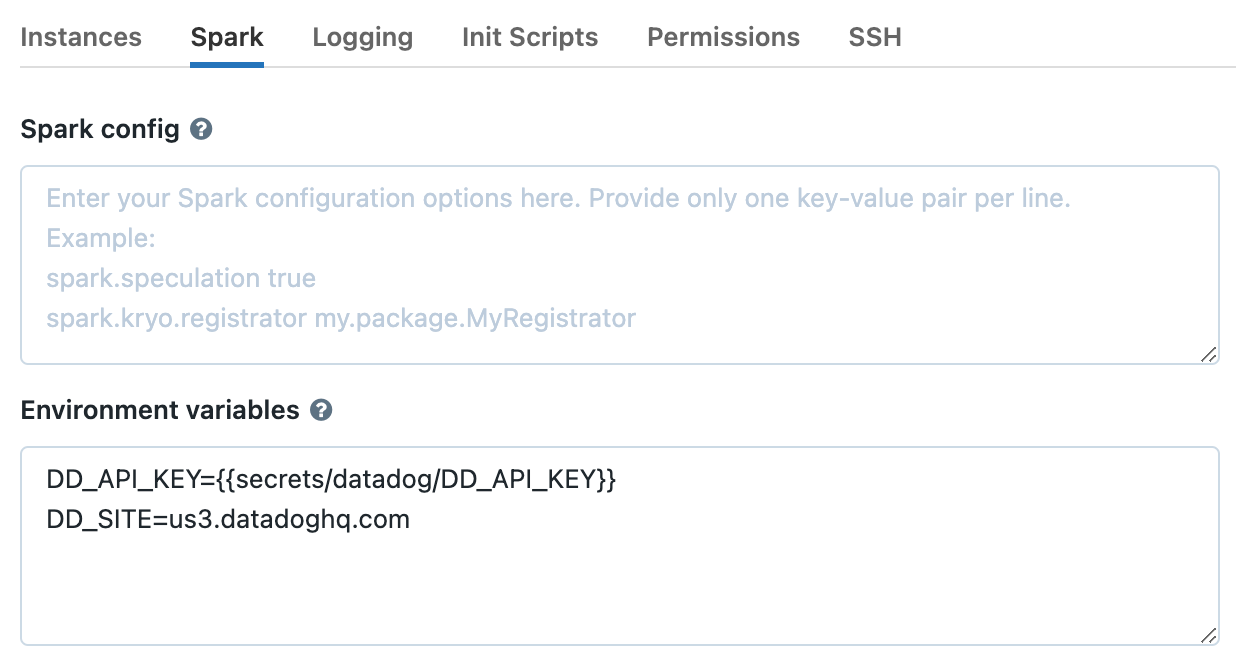 Instances Spark Logging Init Scripts Permissions SSH
Spark config ?
Enter your Spark configuration options here. Provide only one key-value pair per line.
Example:
spark.speculation true
spark.kryo.registrator my.package.MyRegistrator
Environment variables ?
DD_API_KEY={{secrets/datadog/DD_API_KEY}}
DD_SITE=us3.datadoghq.com